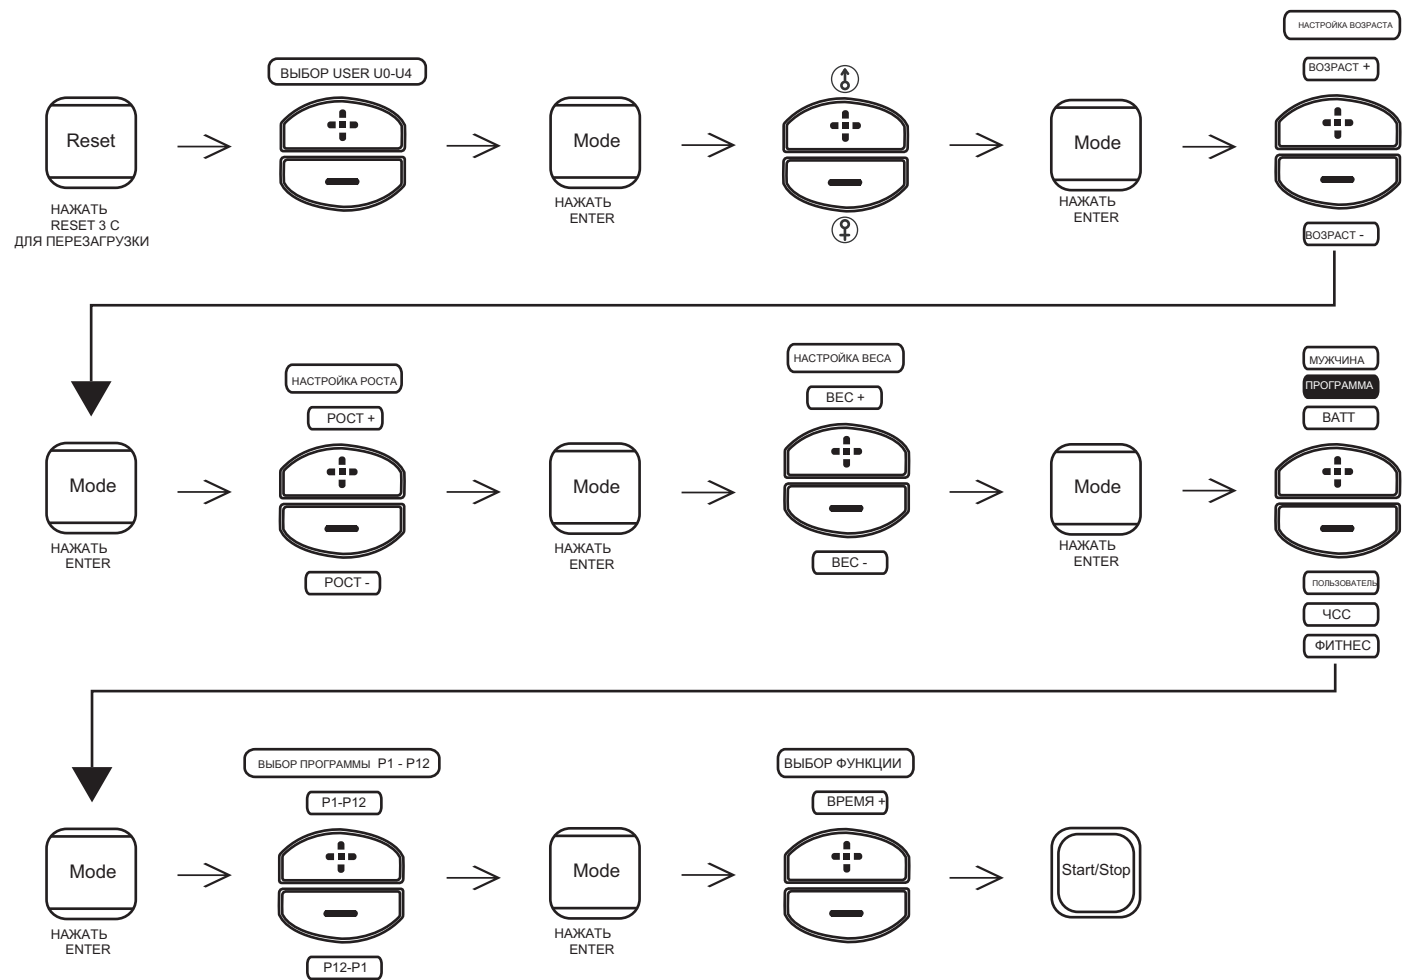 НАСТРОЙКА ВОЗРАСТА
ВЫБОР USER U0-U4
ВОЗРАСТ +
Reset
Mode
Mode
НАЖАТЬ
RESET 3 С
ДЛЯ ПЕРЕЗАГРУЗКИ
НАЖАТЬ
ENTER
НАЖАТЬ
ENTER
ВОЗРАСТ -
НАСТРОЙКА РОСТА
РОСТ +
НАСТРОЙКА ВЕСА
ВЕС +
МУЖЧИНА
ПРОГРАММА
ВАТТ
Mode
Mode
Mode
НАЖАТЬ
ENTER
РОСТ -
НАЖАТЬ
ENTER
ВЕС -
НАЖАТЬ
ENTER
ПОЛЬЗОВАТЕЛЬ
ЧСС
ФИТНЕС
ВЫБОР ПРОГРАММЫ P1 - P12
P1-P12
ВЫБОР ФУНКЦИИ
ВРЕМЯ +
Mode
Mode
Start/Stop
НАЖАТЬ
ENTER
P12-P1
НАЖАТЬ
ENTER